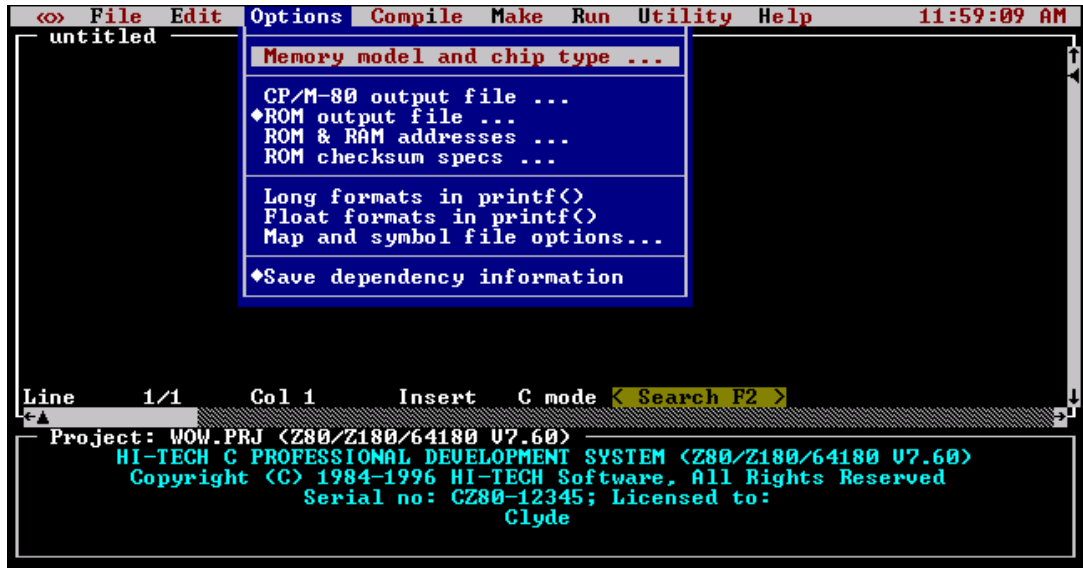 <> File Edit Options Compile Make Run Utility Help 11:59:09 AM
untitled
Memory model and chip type ...
CP/M-80 output file ...
◆ROM output file ...
ROM & RAM addresses ...
ROM checksum specs ...
Long formats in printf()
Float formats in printf()
Map and symbol file options...
◆Save dependency information
Line 1/1 Col 1 Insert C mode < Search F2 >
Project: WOW.PRJ (Z80/Z180/64180 V7.60)
HI-TECH C PROFESSIONAL DEVELOPMENT SYSTEM (Z80/Z180/64180 V7.60)
Copyright (C) 1984-1996 HI-TECH Software, All Rights Reserved
Serial no: CZ80-12345; Licensed to:
Clyde